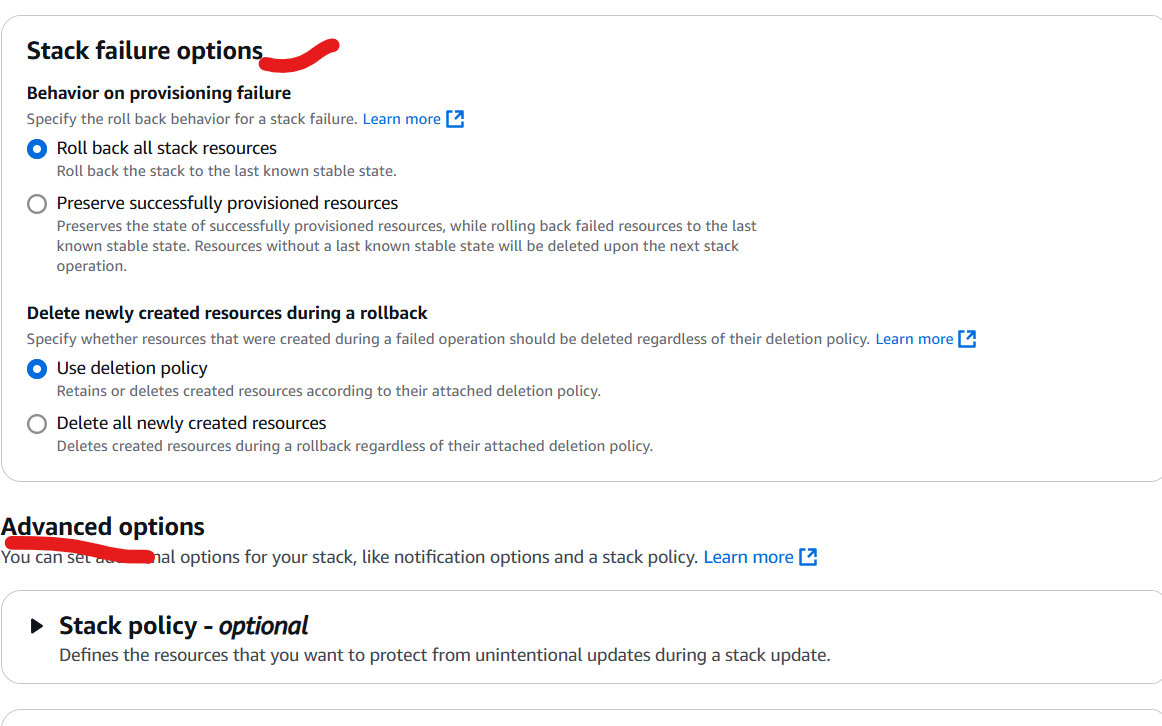 Stack failure options
Behavior on provisioning failure
Specify the roll back behavior for a stack failure. Learn more
Roll back all stack resources
Roll back the stack to the last known stable state.
Preserve successfully provisioned resources
Preserves the state of successfully provisioned resources, while rolling back failed resources to the last
known stable state. Resources without a last known stable state will be deleted upon the next stack
operation.
Delete newly created resources during a rollback
Specify whether resources that were created during a failed operation should be deleted regardless of their deletion policy. Learn more
Use deletion policy
Retains or deletes created resources according to their attached deletion policy.
Delete all newly created resources
Deletes created resources during a rollback regardless of their attached deletion policy.
Advanced options
You can set additional options for your stack, like notification options and a stack policy. Learn more
Stack policy - optional
Defines the resources that you want to protect from unintentional updates during a stack update.